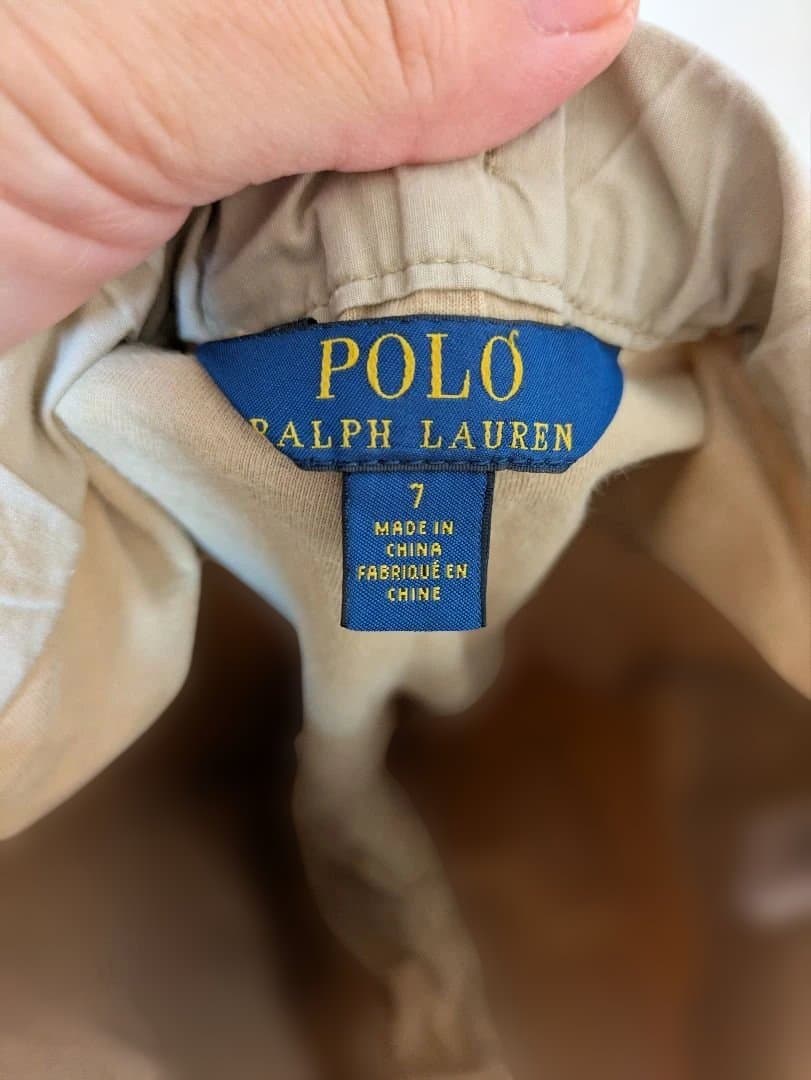 POLO
RALPH LAUREN
7
MADE IN
CHINA
FABRIQUÉ EN
CHINE